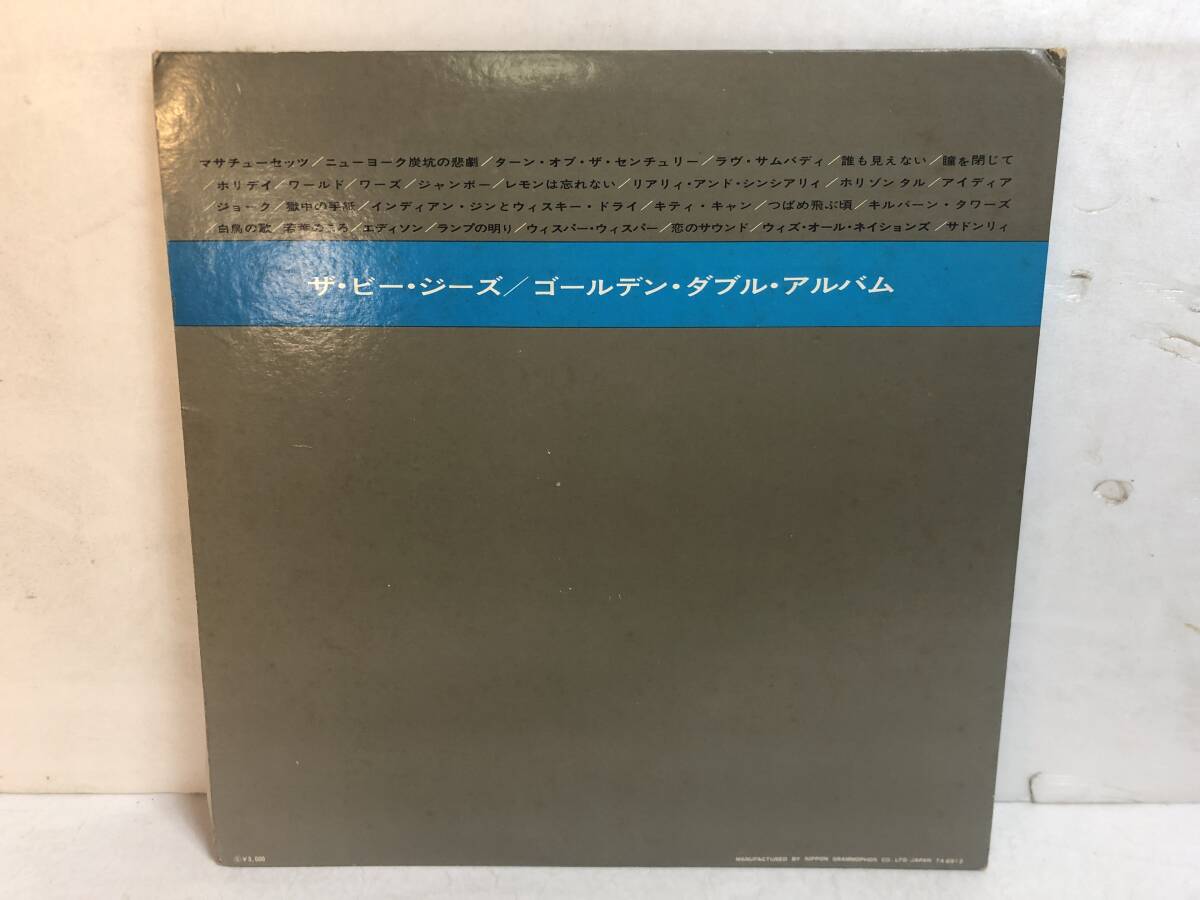 マサチューセッツ／ニューヨーク炭坑の悲劇／ターン・オブ・ザ・センチュリー／ラヴ・サムバディ／誰も見えない／瞳を閉じて
／ホリデイ／ワールド／ワーズ／ジャンボー／レモンは忘れない／リアリィ・アンド・シンシアリィ／ホリゾンタル／アイディア
／ジョーク／獄中の手紙／インディアン・ジンとウィスキー・ドライ／キティ・キャン／つばめ飛ぶ頃／キルバーン・タワーズ
／白鳥の歌／若葉のころ／エディソン／ランプの明り／ウィスパー・ウィスパー／恋のサウンド／ウィズ・オール・ネイションズ／サドンリィ
ザ・ビー・ジーズ／ゴールデン・ダブル・アルバム
¥3,000
MANUFACTURED BY NIPPON GRAMMOPHON CO., LTD. JAPAN